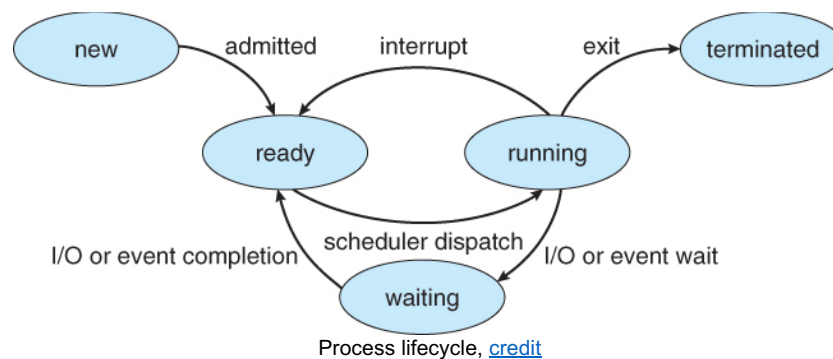 new
admitted
interrupt
exit
terminated
ready
running
I/O or event completion
scheduler dispatch
I/O or event wait
waiting
Process lifecycle, credit